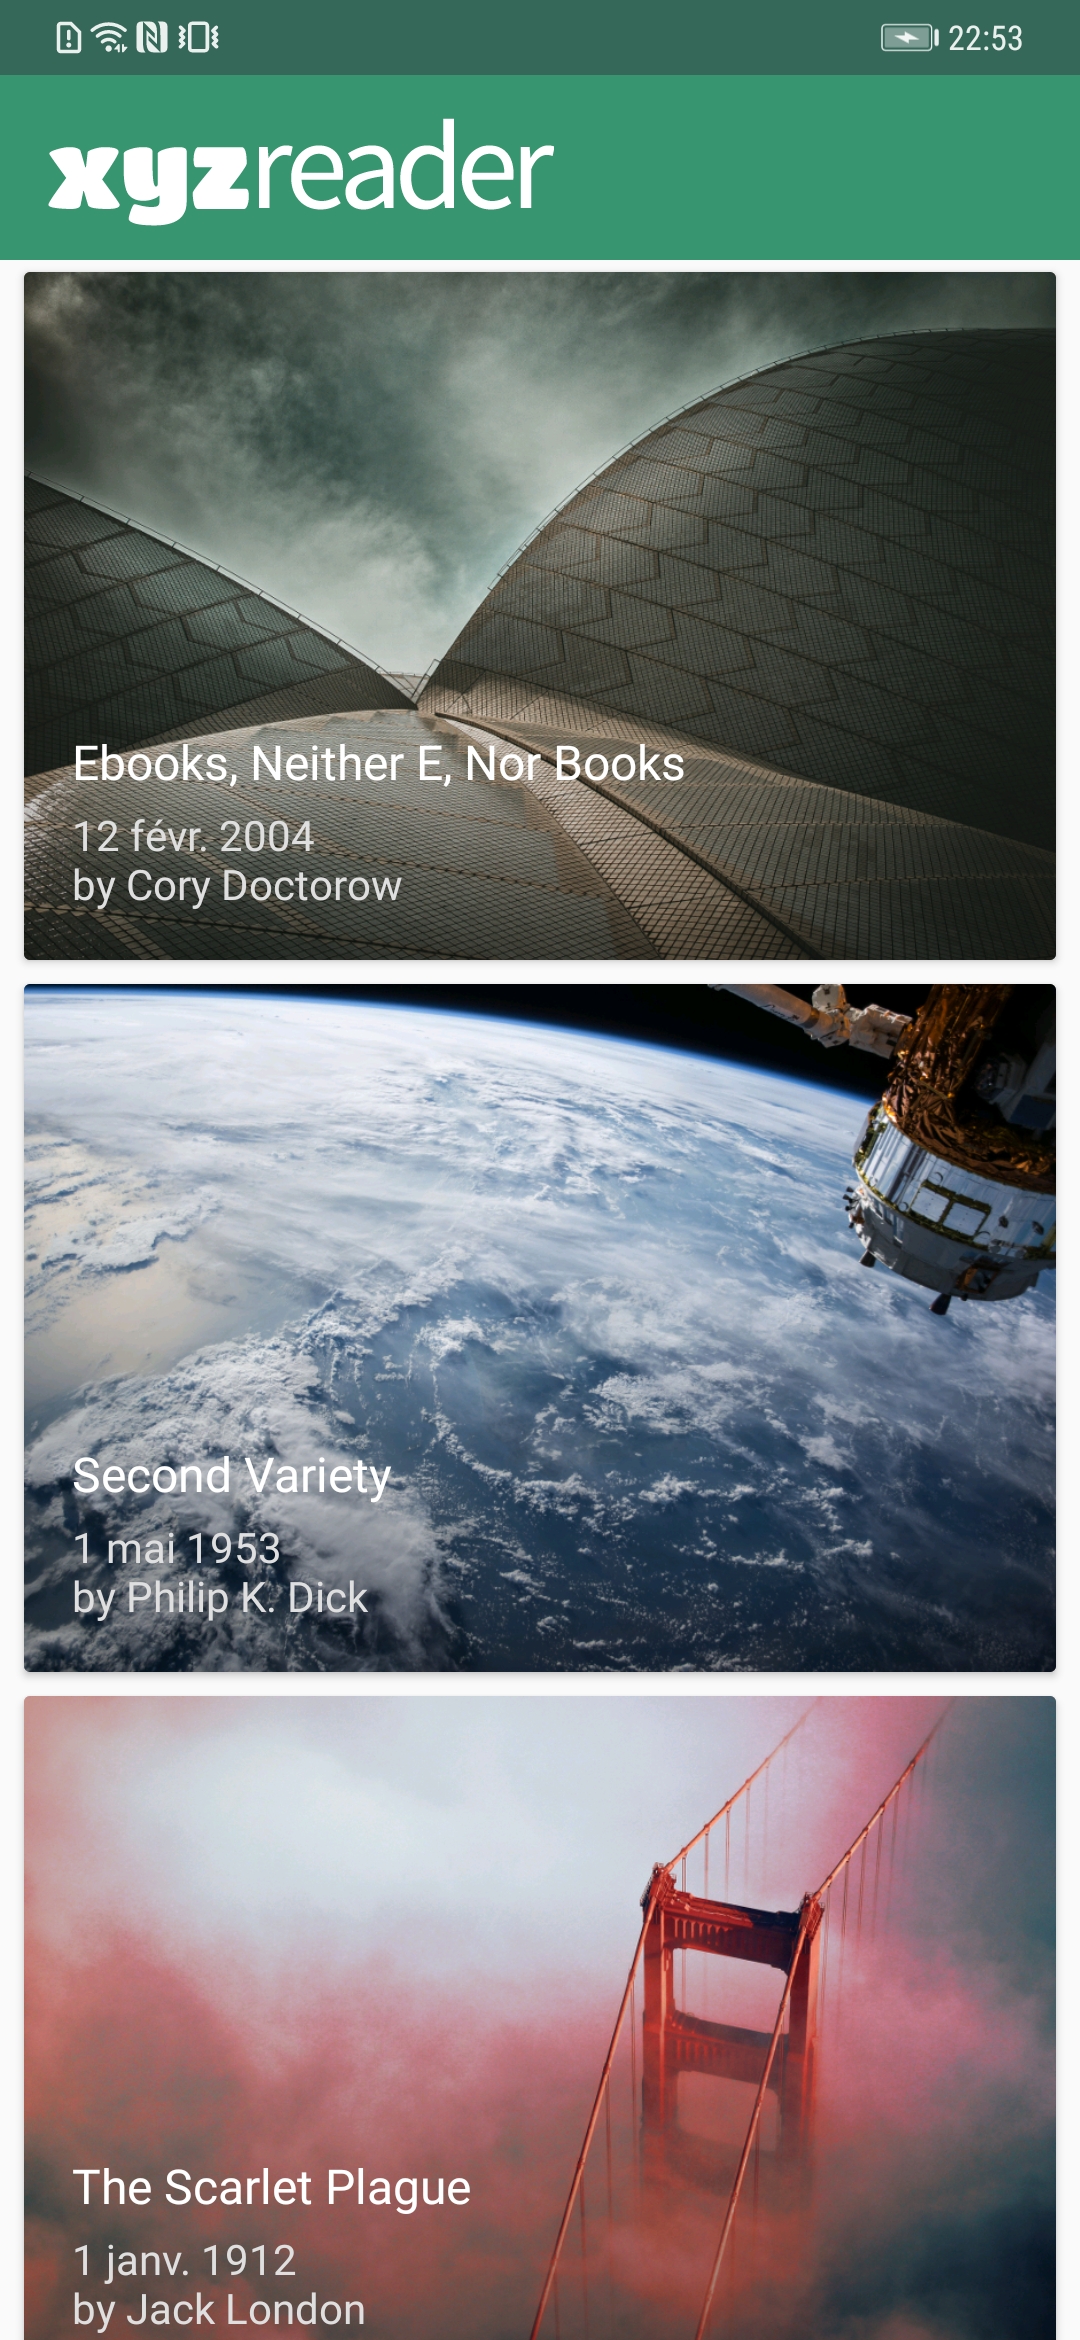 22:53
xyzreader
Ebooks, Neither E, Nor Books
12 févr. 2004
by Cory Doctorow
Second Variety
1 mai 1953
by Philip K. Dick
The Scarlet Plague
1 janv. 1912
by Jack London